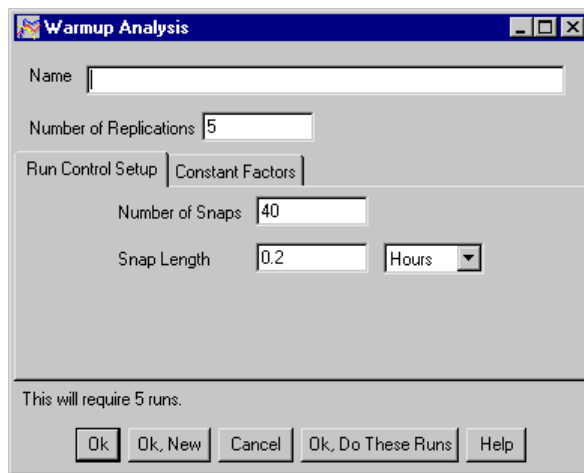 Warmup Analysis
Name
Number of Replications 5
Run Control Setup Constant Factors
Number of Snaps 40
Snap Length 0.2 Hours
This will require 5 runs.
Ok Ok, New Cancel Ok, Do These Runs Help